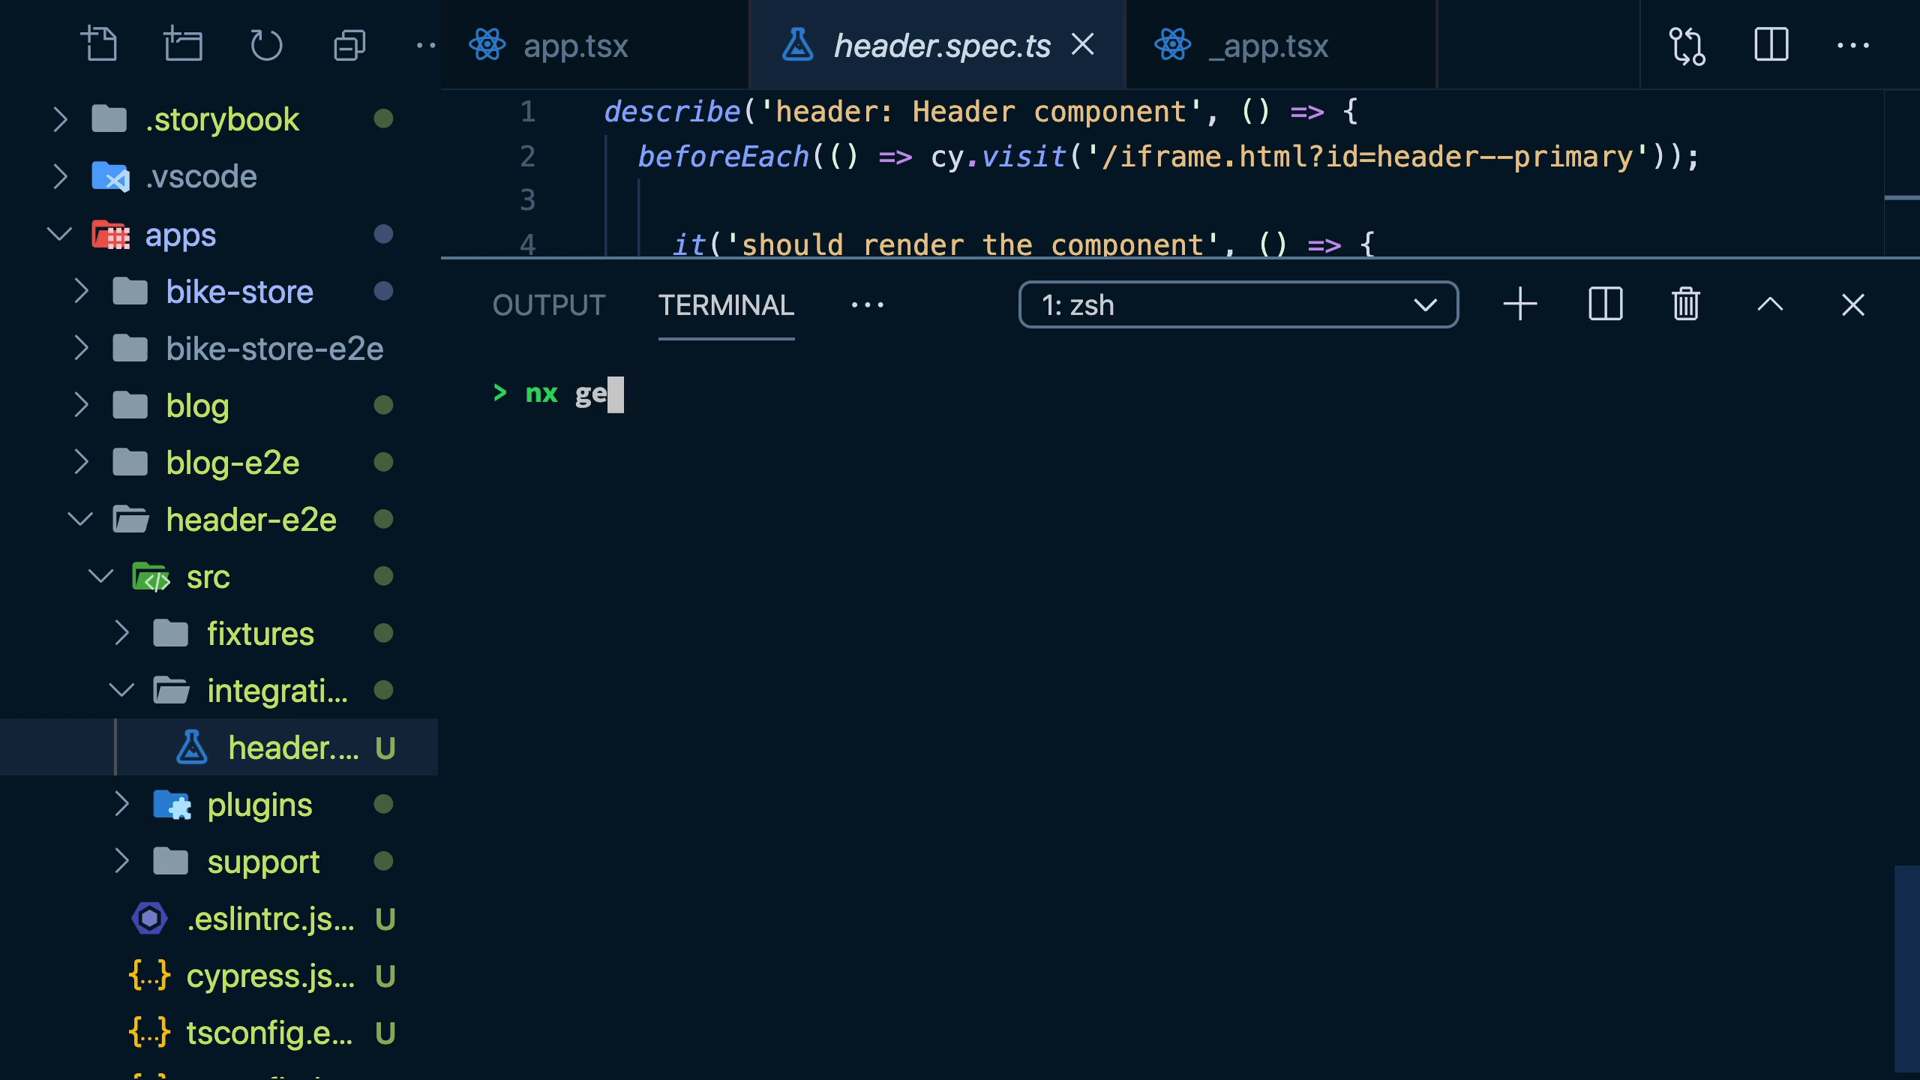 app.tsx
header.spec.ts
_app.tsx
.storybook
.vscode
apps
bike-store
bike-store-e2e
blog
blog-e2e
header-e2e
src
fixtures
integrati...
header.... U
plugins
support
.eslintrc.js... U
cypress.js... U
tsconfig.e... U
1 describe('header: Header component', () => {
2 beforeEach(() => cy.visit('/iframe.html?id=header--primary'));
3
4 it('should render the component', () => {
OUTPUT TERMINAL ... 1: zsh
> nx ge